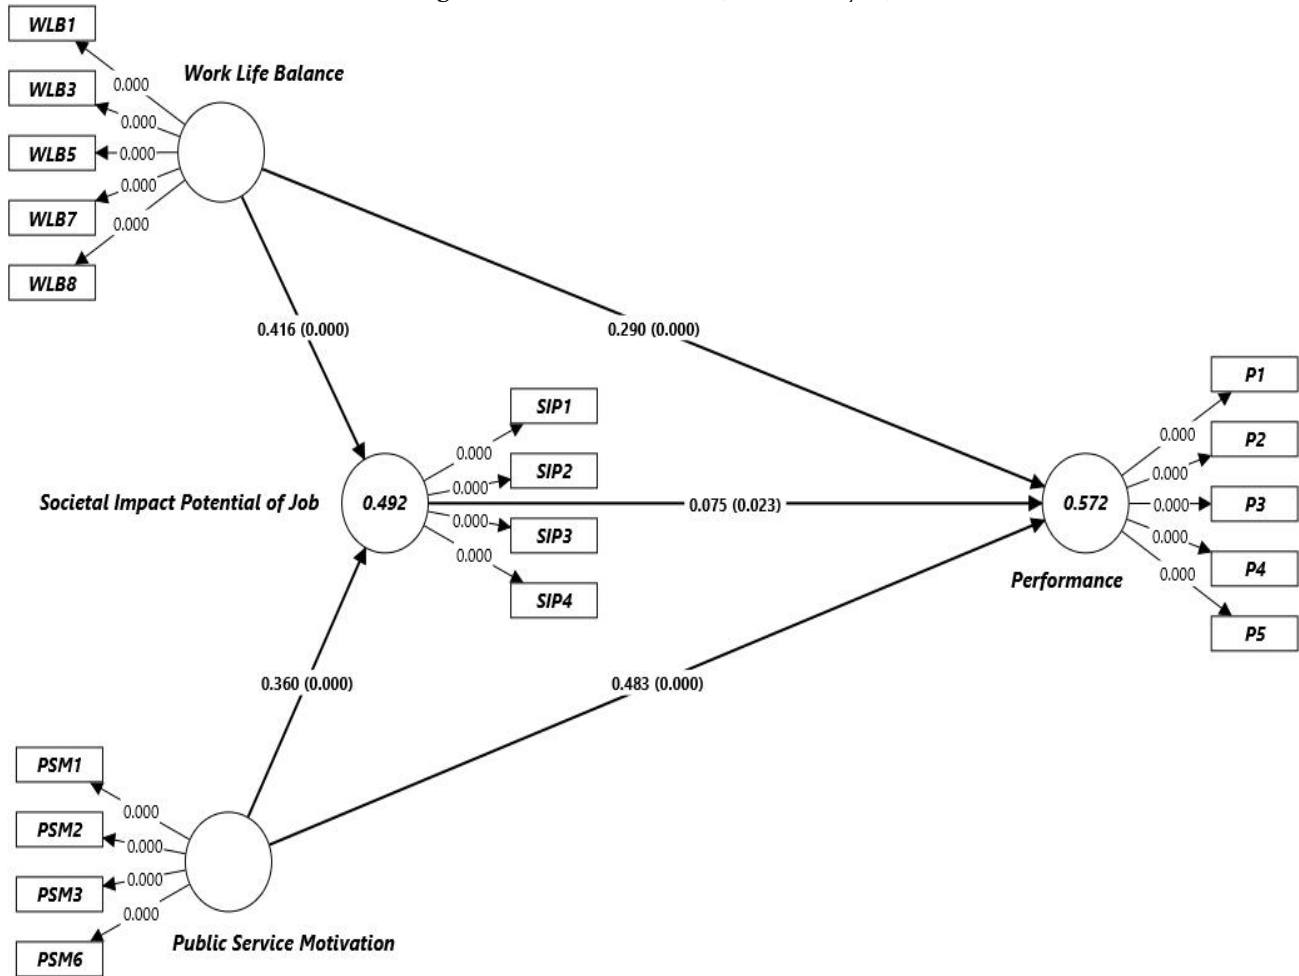 WLB1
0.000
Work Life Balance
WLB3
0.000
WLB5
0.000
WLB7
0.000
WLB8
0.000
0.416 (0.000)
0.290 (0.000)
SIP1
0.000
SIP2
0.000
SIP3
0.000
SIP4
0.000
Societal Impact Potential of Job
0.492
0.075 (0.023)
0.572
Performance
P1
0.000
P2
0.000
P3
0.000
P4
0.000
P5
0.000
0.360 (0.000)
0.483 (0.000)
PSM1
0.000
PSM2
0.000
PSM3
0.000
PSM6
0.000
Public Service Motivation